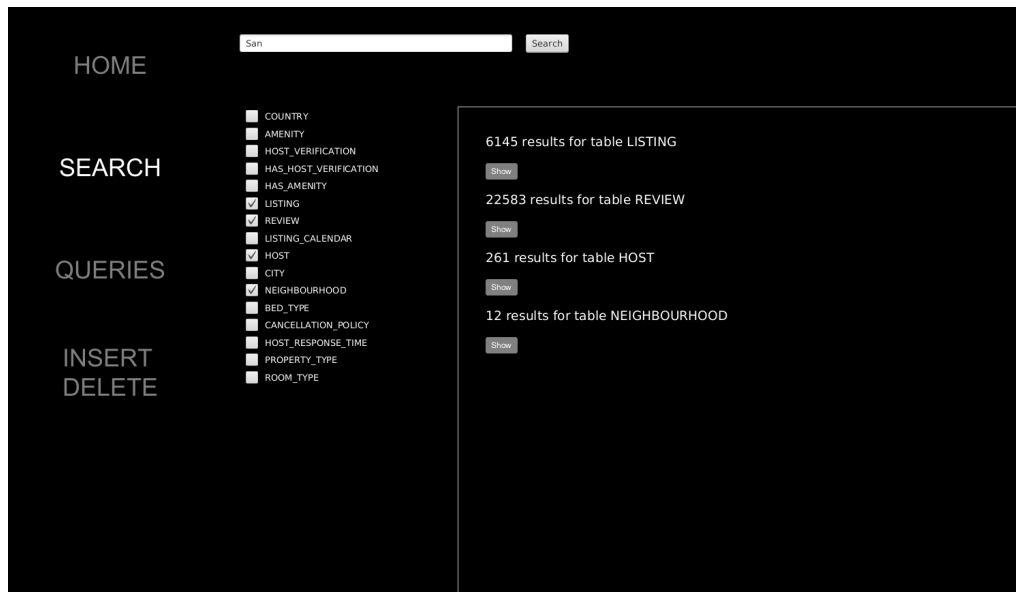 HOME
SEARCH
QUERIES
INSERT
DELETE
San
Search
COUNTRY
AMENITY
HOST_VERIFICATION
HAS_HOST_VERIFICATION
HAS_AMENITY
LISTING
REVIEW
LISTING_CALENDAR
HOST
CITY
NEIGHBOURHOOD
BED_TYPE
CANCELLATION_POLICY
HOST_RESPONSE_TIME
PROPERTY_TYPE
ROOM_TYPE
6145 results for table LISTING
Show
22583 results for table REVIEW
Show
261 results for table HOST
Show
12 results for table NEIGHBOURHOOD
Show